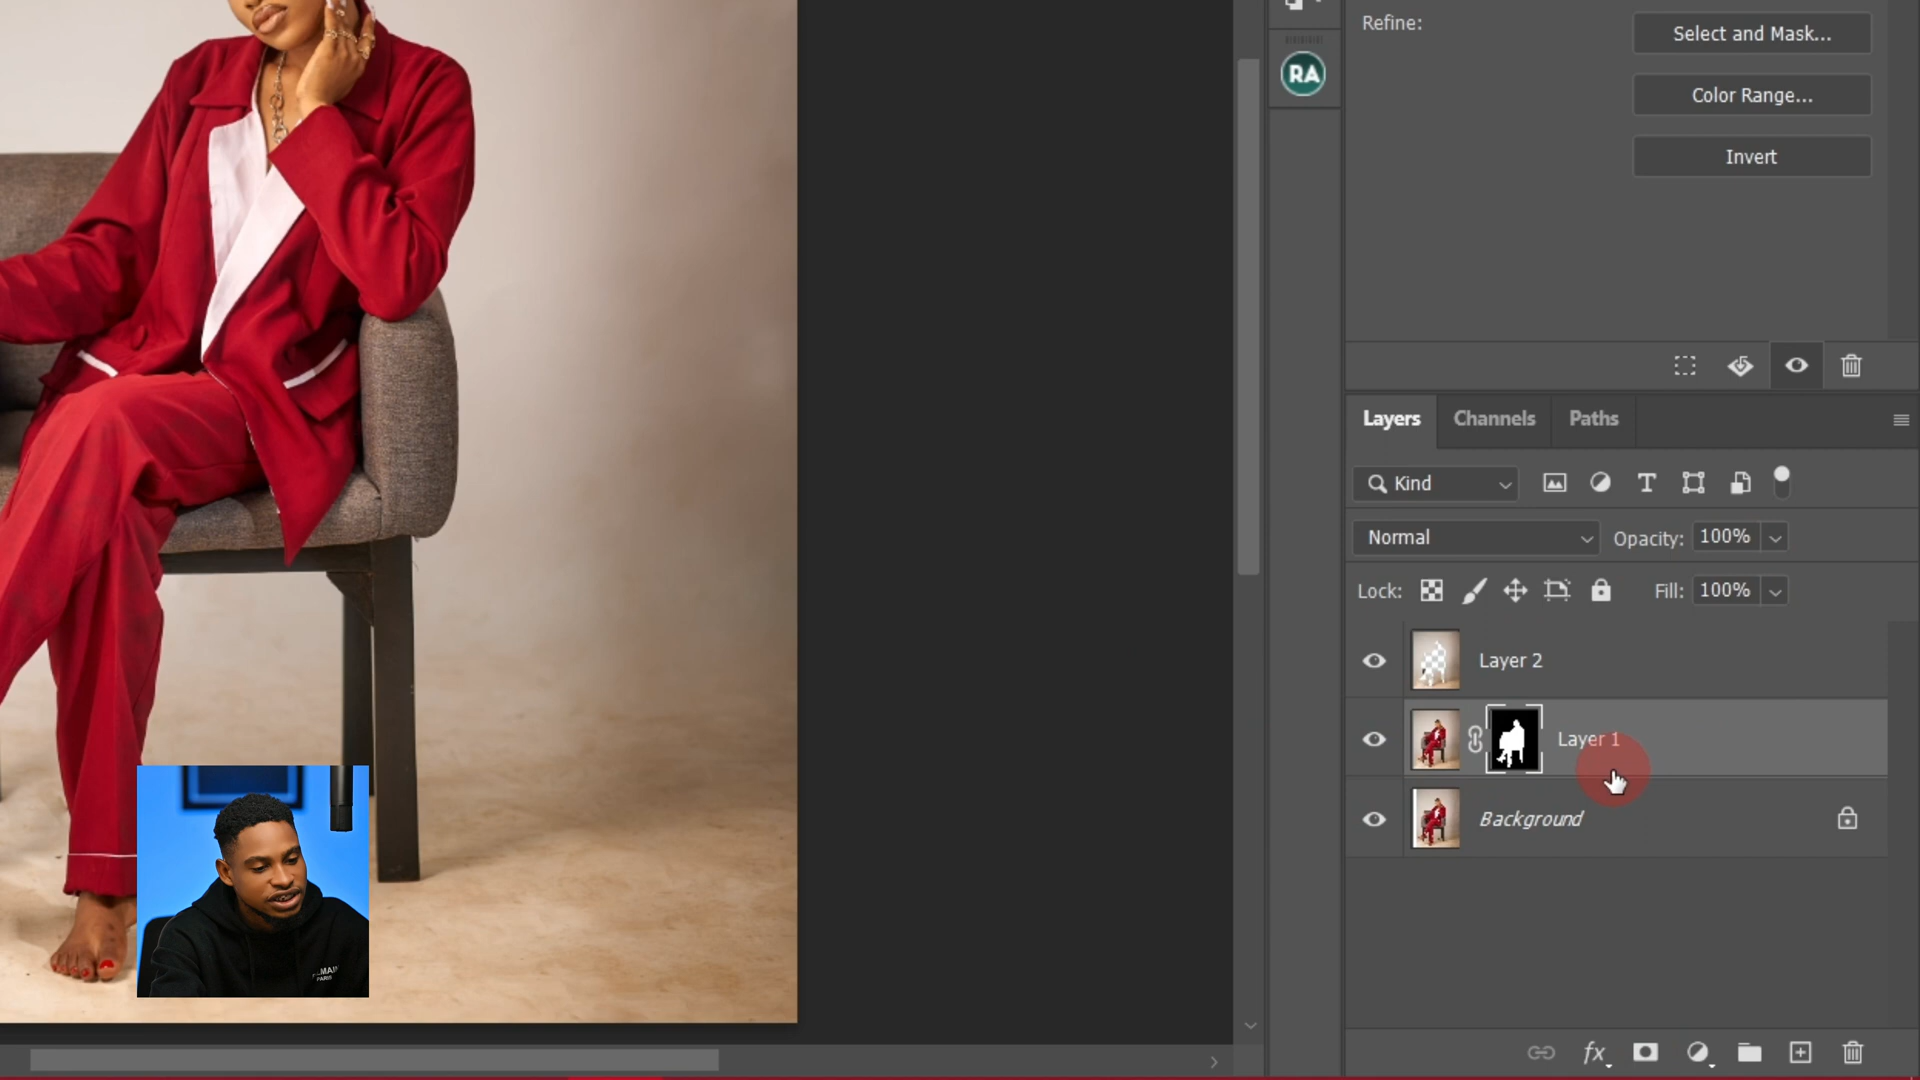 Refine:
Select and Mask...
RA
Color Range...
Invert
Layers
Channels
Paths
Kind
Normal
Opacity:
100%
Lock:
Fill:
100%
Layer 2
Layer 1
Background
fx
PARIS